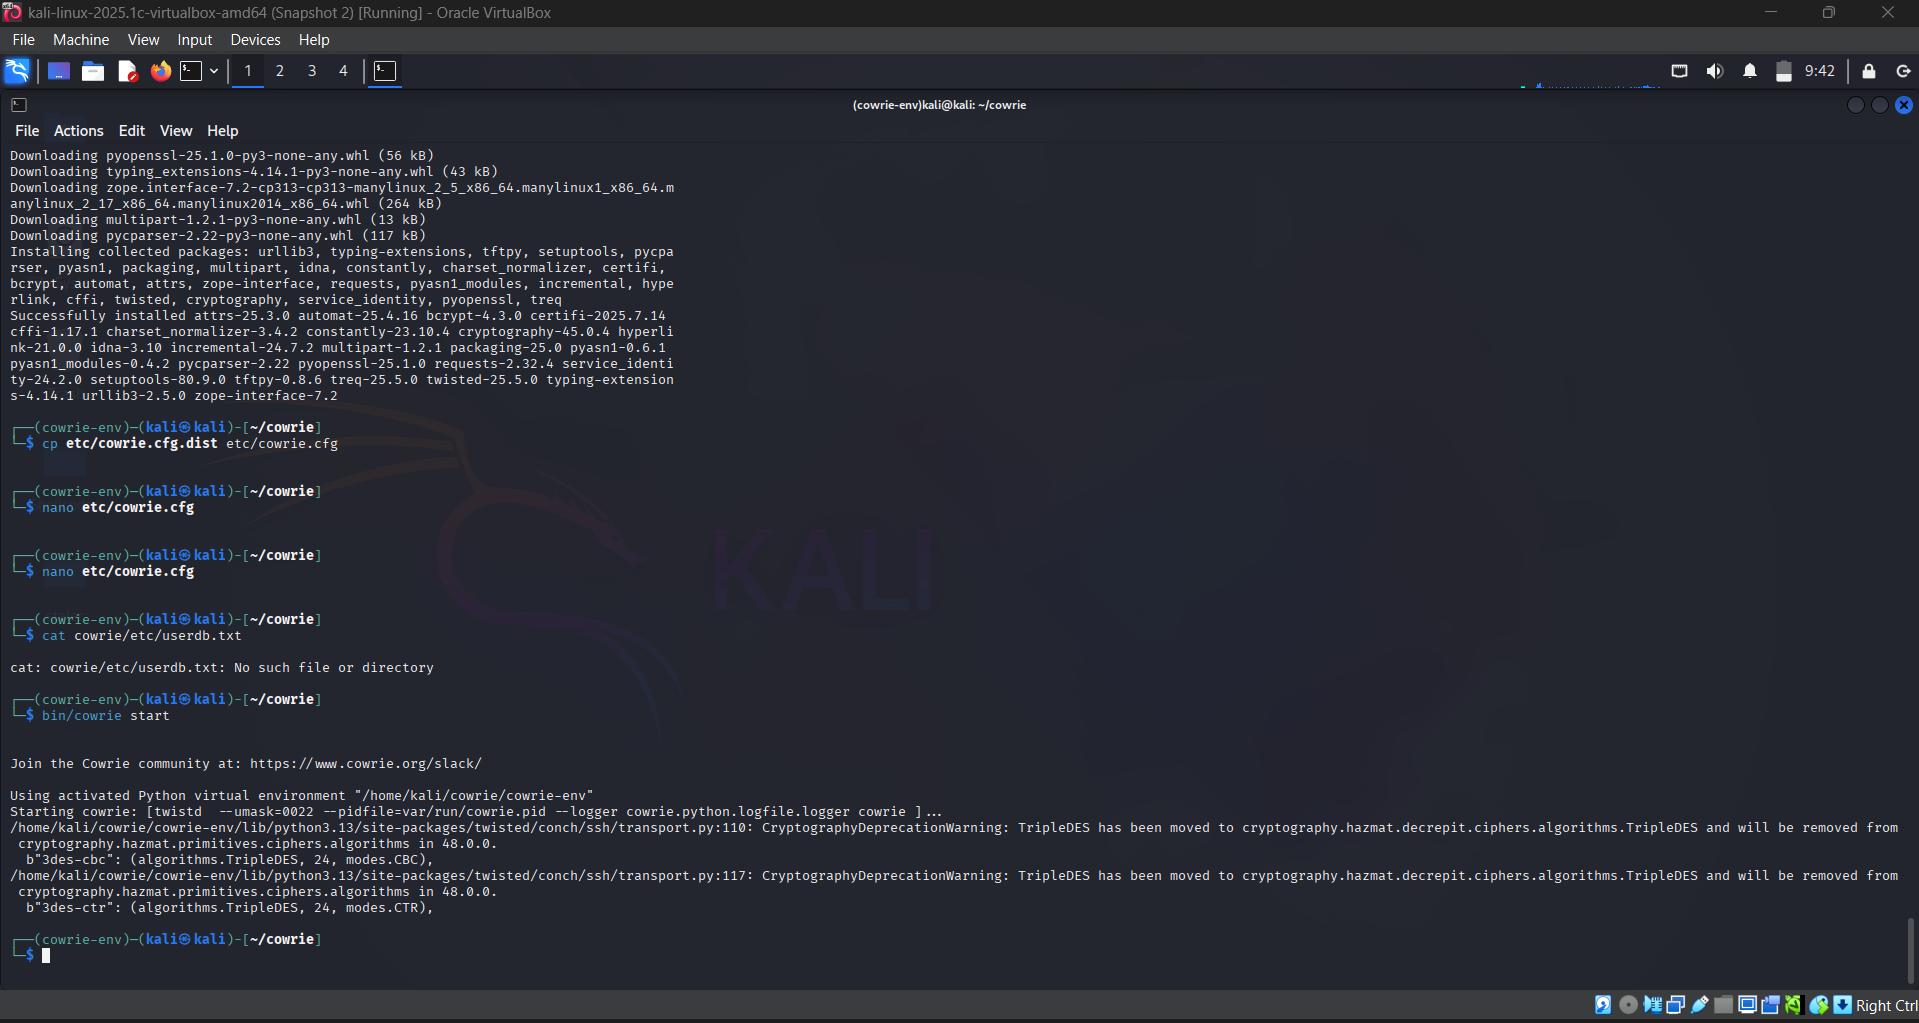 kali-linux-2025.1c-virtualbox-amd64 (Snapshot 2) [Running] - Oracle VirtualBox
File Machine View Input Devices Help
1 2 3 4 9:42
(cowrie-env)kali@kali: ~/cowrie
File Actions Edit View Help
Downloading pyopenssl-25.1.0-py3-none-any.whl (56 kB)
Downloading typing_extensions-4.14.1-py3-none-any.whl (43 kB)
Downloading zope.interface-7.2-cp313-cp313-manylinux_2_5_x86_64.manylinux1_x86_64.m
anylinux_2_17_x86_64.manylinux2014_x86_64.whl (264 kB)
Downloading multipart-1.2.1-py3-none-any.whl (13 kB)
Downloading pycparser-2.22-py3-none-any.whl (117 kB)
Installing collected packages: urllib3, typing-extensions, tftpy, setuptools, pycpa
rser, pyasn1, packaging, multipart, idna, constantly, charset_normalizer, certifi,
bcrypt, automat, attrs, zope-interface, requests, pyasn1_modules, incremental, hype
rlink, cffi, twisted, cryptography, service_identity, pyopenssl, treq
Successfully installed attrs-25.3.0 automat-25.4.16 bcrypt-4.3.0 certifi-2025.7.14
cffi-1.17.1 charset_normalizer-3.4.2 constantly-23.10.4 cryptography-45.0.4 hyperli
nk-21.0.0 idna-3.10 incremental-24.7.2 multipart-1.2.1 packaging-25.0 pyasn1-0.6.1
pyasn1_modules-0.4.2 pycparser-2.22 pyopenssl-25.1.0 requests-2.32.4 service_identi
ty-24.2.0 setuptools-80.9.0 tftpy-0.8.6 treq-25.5.0 twisted-25.5.0 typing-extension
s-4.14.1 urllib3-2.5.0 zope-interface-7.2
┌──(cowrie-env)─(kali㉿kali)-[~/cowrie]
└─$ cp etc/cowrie.cfg.dist etc/cowrie.cfg
┌──(cowrie-env)─(kali㉿kali)-[~/cowrie]
└─$ nano etc/cowrie.cfg
┌──(cowrie-env)─(kali㉿kali)-[~/cowrie]
└─$ nano etc/cowrie.cfg
KALI
┌──(cowrie-env)─(kali㉿kali)-[~/cowrie]
└─$ cat cowrie/etc/userdb.txt
cat: cowrie/etc/userdb.txt: No such file or directory
┌──(cowrie-env)─(kali㉿kali)-[~/cowrie]
└─$ bin/cowrie start
Join the Cowrie community at: https://www.cowrie.org/slack/
Using activated Python virtual environment "/home/kali/cowrie/cowrie-env"
Starting cowrie: [twistd --umask=0022 --pidfile=var/run/cowrie.pid --logger cowrie.python.logfile.logger cowrie ]...
/home/kali/cowrie/cowrie-env/lib/python3.13/site-packages/twisted/conch/ssh/transport.py:110: CryptographyDeprecationWarning: TripleDES has been moved to cryptography.hazmat.decrepit.ciphers.algorithms.TripleDES and will be removed from
cryptography.hazmat.primitives.ciphers.algorithms in 48.0.0.
b"3des-cbc": (algorithms.TripleDES, 24, modes.CBC),
/home/kali/cowrie/cowrie-env/lib/python3.13/site-packages/twisted/conch/ssh/transport.py:117: CryptographyDeprecationWarning: TripleDES has been moved to cryptography.hazmat.decrepit.ciphers.algorithms.TripleDES and will be removed from
cryptography.hazmat.primitives.ciphers.algorithms in 48.0.0.
b"3des-ctr": (algorithms.TripleDES, 24, modes.CTR),
┌──(cowrie-env)─(kali㉿kali)-[~/cowrie]
└─$
Right Ctrl